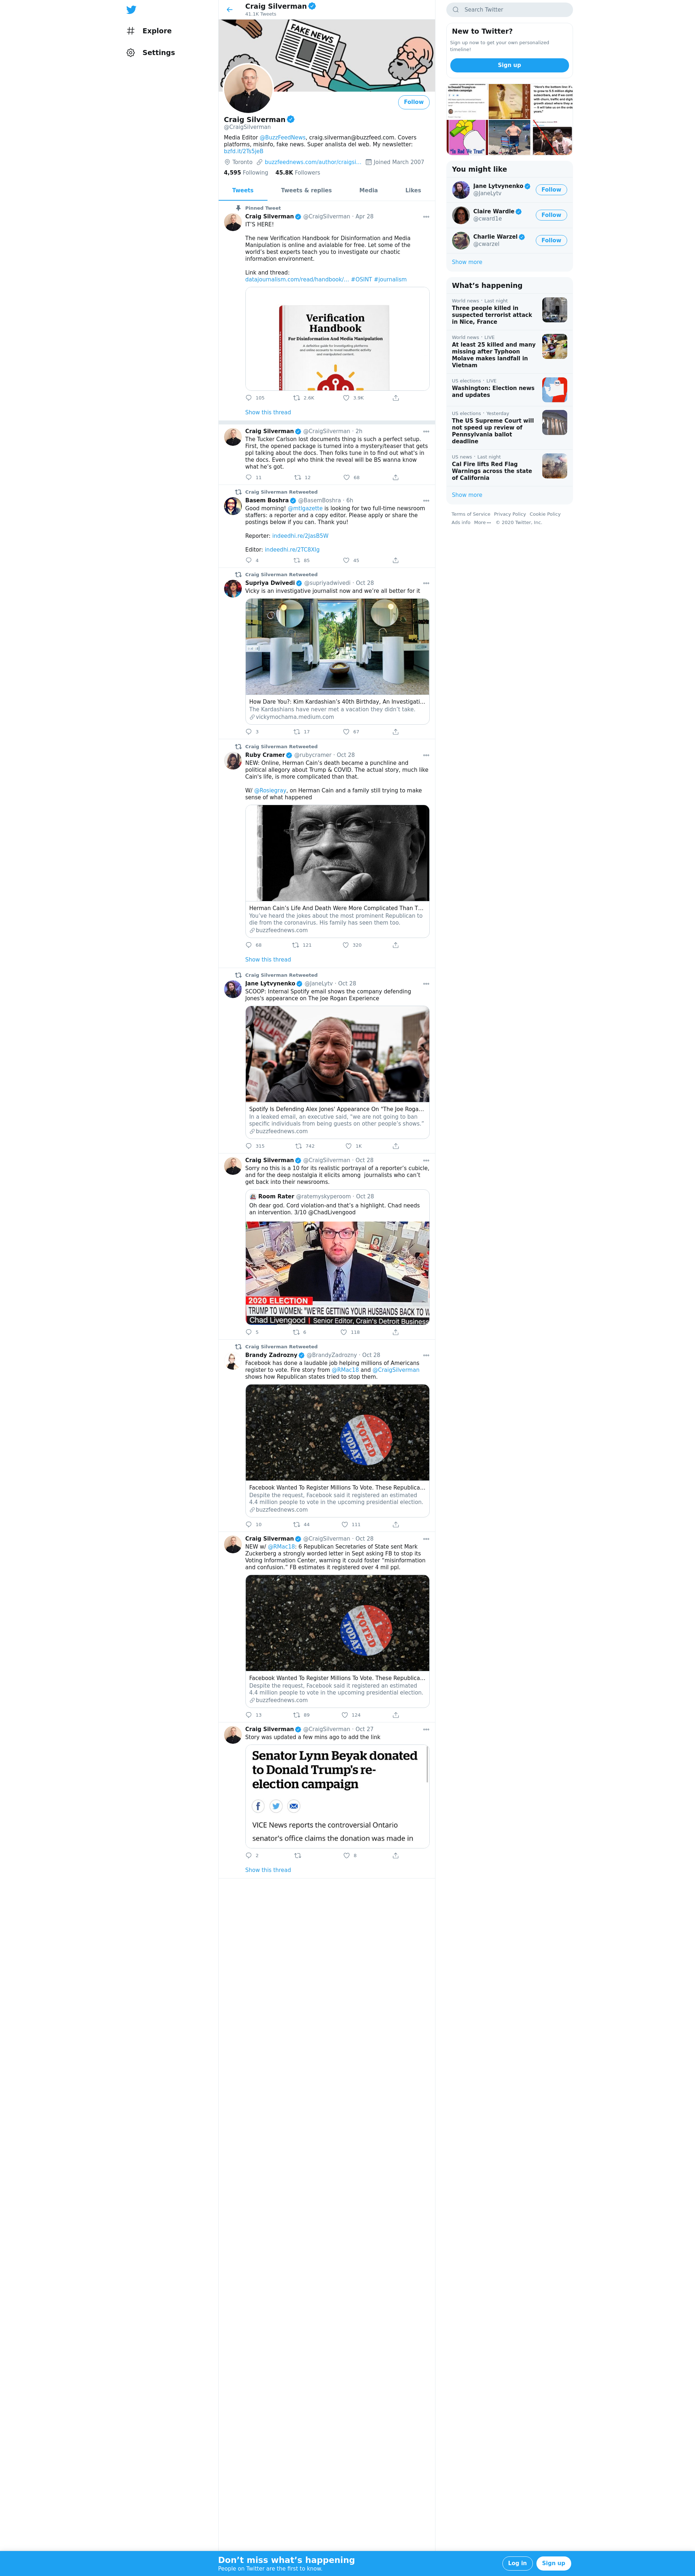 Explore
Settings
Craig Silverman
41.1K Tweets
FAKE NEWS
Follow
Craig Silverman
@CraigSilverman
Media Editor @BuzzFeedNews, craig.silverman@buzzfeed.com. Covers
platforms, misinfo, fake news. Super analista del web. My newsletter:
bzfd.it/2Ts5JeB
Toronto buzzfeednews.com/author/craigsi… Joined March 2007
4,595 Following 45.8K Followers
Tweets Tweets & replies Media Likes
Pinned Tweet
Craig Silverman @CraigSilverman · Apr 28
IT'S HERE!
The new Verification Handbook for Disinformation and Media
Manipulation is online and avialable for free. Let some of the
world's best experts teach you to investigate our chaotic
information environment.
Link and thread:
datajournalism.com/read/handbook/… #OSINT #Journalism
Verification
Handbook
For Disinformation And Media Manipulation
105 2.6K 3.9K
Show this thread
Craig Silverman @CraigSilverman · 2h
The Tucker Carlson lost documents thing is such a perfect setup.
First, the opened package is turned into a mystery/teaser that gets
ppl talking about the docs. Then folks tune in to find out what's in
the docs. Even ppl who think the reveal will be BS wanna know
what he's got.
11 12 68
Craig Silverman Retweeted
Basem Boshra @BasemBoshra · 6h
Good morning! @mtlgazette is looking for two full-time newsroom
staffers: a reporter and a copy editor. Please apply or share the
postings below if you can. Thank you!
Reporter: indeedhi.re/2JasB5W
Editor: indeedhi.re/2TC8Xlg
4 85 45
Craig Silverman Retweeted
Supriya Dwivedi @supriyadwivedi · Oct 28
Vicky is an investigative journalist now and we're all better for it
How Dare You?: Kim Kardashian's 40th Birthday, An Investigati…
The Kardashians have never met a vacation they didn't take.
vickymochama.medium.com
3 17 67
Craig Silverman Retweeted
Ruby Cramer @rubycramer · Oct 28
NEW: Online, Herman Cain's death became a punchline and
political allegory about Trump & COVID. The actual story, much like
Cain's life, is more complicated than that.
W/ @Rosiegray, on Herman Cain and a family still trying to make
sense of what happened
Herman Cain's Life And Death Were More Complicated Than T…
You've heard the jokes about the most prominent Republican to
die from the coronavirus. His family has seen them too.
buzzfeednews.com
68 121 320
Show this thread
Craig Silverman Retweeted
Jane Lytvynenko @JaneLytv · Oct 28
SCOOP: Internal Spotify email shows the company defending
Jones's appearance on The Joe Rogan Experience
Spotify Is Defending Alex Jones' Appearance On "The Joe Roga…
In a leaked email, an executive said, "we are not going to ban
specific individuals from being guests on other people's shows."
buzzfeednews.com
315 742 1K
Craig Silverman @CraigSilverman · Oct 28
Sorry no this is a 10 for its realistic portrayal of a reporter's cubicle,
and for the deep nostalgia it elicits among journalists who can't
get back into their newsrooms.
Room Rater @ratemyskyperoom · Oct 28
Oh dear god. Cord violation-and that's a highlight. Chad needs
an intervention. 3/10 @ChadLivengood
2020 ELECTION
TRUMP TO WOMEN: "WE'RE GETTING YOUR HUSBANDS BACK TO W
Chad Livengood | Senior Editor, Crain's Detroit Business
5 6 118
Craig Silverman Retweeted
Brandy Zadrozny @BrandyZadrozny · Oct 28
Facebook has done a laudable job helping millions of Americans
register to vote. Fire story from @RMac18 and @CraigSilverman
shows how Republican states tried to stop them.
I VOTED TODAY
Facebook Wanted To Register Millions To Vote. These Republica…
Despite the request, Facebook said it registered an estimated
4.4 million people to vote in the upcoming presidential election.
buzzfeednews.com
10 44 111
Craig Silverman @CraigSilverman · Oct 28
NEW w/ @RMac18: 6 Republican Secretaries of State sent Mark
Zuckerberg a strongly worded letter in Sept asking FB to stop its
Voting Information Center, warning it could foster "misinformation
and confusion." FB estimates it registered over 4 mil ppl.
I VOTED TODAY
Facebook Wanted To Register Millions To Vote. These Republica…
Despite the request, Facebook said it registered an estimated
4.4 million people to vote in the upcoming presidential election.
buzzfeednews.com
13 89 124
Craig Silverman @CraigSilverman · Oct 27
Story was updated a few mins ago to add the link
Senator Lynn Beyak donated
to Donald Trump's re-
election campaign
VICE News reports the controversial Ontario
senator's office claims the donation was made in
2 8
Show this thread
Search Twitter
New to Twitter?
Sign up now to get your own personalized
timeline!
Sign up
You might like
Jane Lytvynenko
@JaneLytv
Follow
Claire Wardle
@cward1e
Follow
Charlie Warzel
@cwarzel
Follow
Show more
What's happening
World news · Last night
Three people killed in
suspected terrorist attack
in Nice, France
World news · LIVE
At least 25 killed and many
missing after Typhoon
Molave makes landfall in
Vietnam
US elections · LIVE
Washington: Election news
and updates
US elections · Yesterday
The US Supreme Court will
not speed up review of
Pennsylvania ballot
deadline
US news · Last night
Cal Fire lifts Red Flag
Warnings across the state
of California
Show more
Terms of Service Privacy Policy Cookie Policy
Ads info More © 2020 Twitter, Inc.
Don't miss what's happening
People on Twitter are the first to know.
Log in Sign up